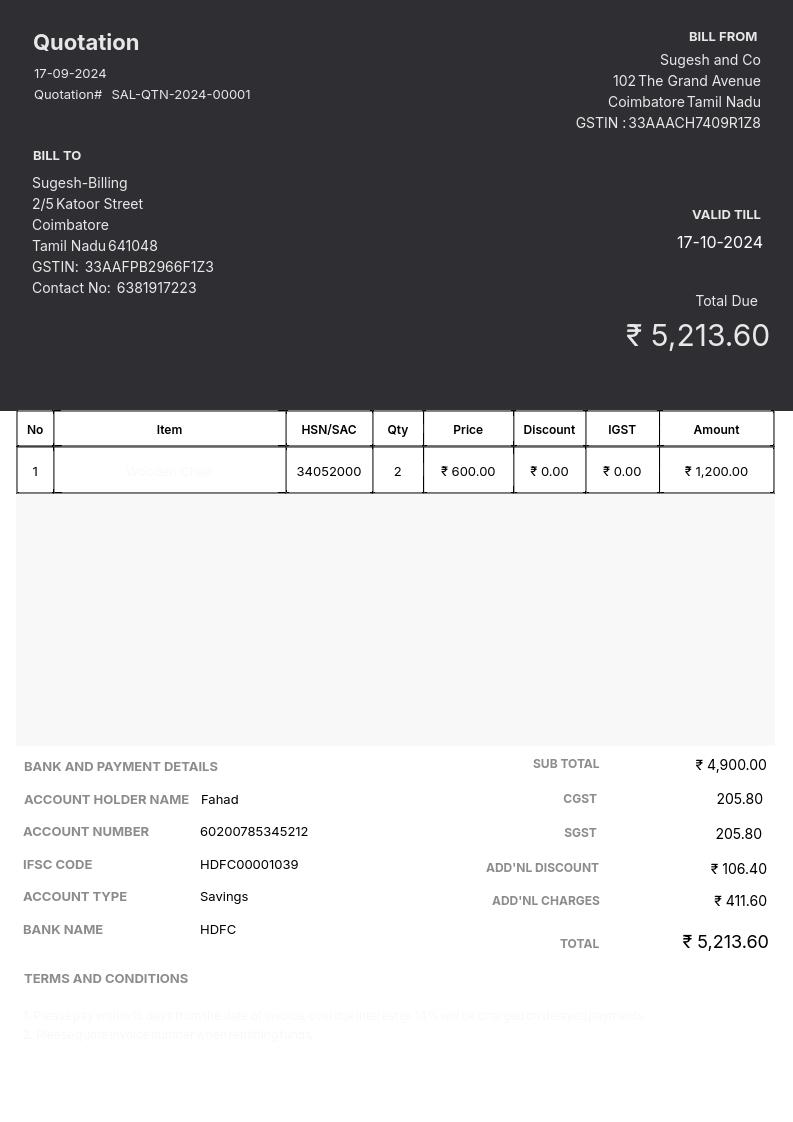 Quotation
17-09-2024
Quotation# SAL-QTN-2024-00001
BILL FROM
Sugesh and Co
102 The Grand Avenue
Coimbatore Tamil Nadu
GSTIN : 33AAACH7409R1Z8
BILL TO
Sugesh-Billing
2/5 Katoor Street
Coimbatore
Tamil Nadu 641048
GSTIN: 33AAFPB2966F1Z3
Contact No: 6381917223
VALID TILL
17-10-2024
Total Due
₹ 5,213.60
No Item HSN/SAC Qty Price Discount IGST Amount
1 Wooden Chair 34052000 2 ₹ 600.00 ₹ 0.00 ₹ 0.00 ₹ 1,200.00
BANK AND PAYMENT DETAILS
ACCOUNT HOLDER NAME Fahad
ACCOUNT NUMBER 60200785345212
IFSC CODE HDFC00001039
ACCOUNT TYPE Savings
BANK NAME HDFC
SUB TOTAL ₹ 4,900.00
CGST 205.80
SGST 205.80
ADD'NL DISCOUNT ₹ 106.40
ADD'NL CHARGES ₹ 411.60
TOTAL ₹ 5,213.60
TERMS AND CONDITIONS
1. Please pay within 15 days from the date of invoice, overdue interest @ 14% will be charged on delayed payments.
2. Please quote invoice number when remitting funds.